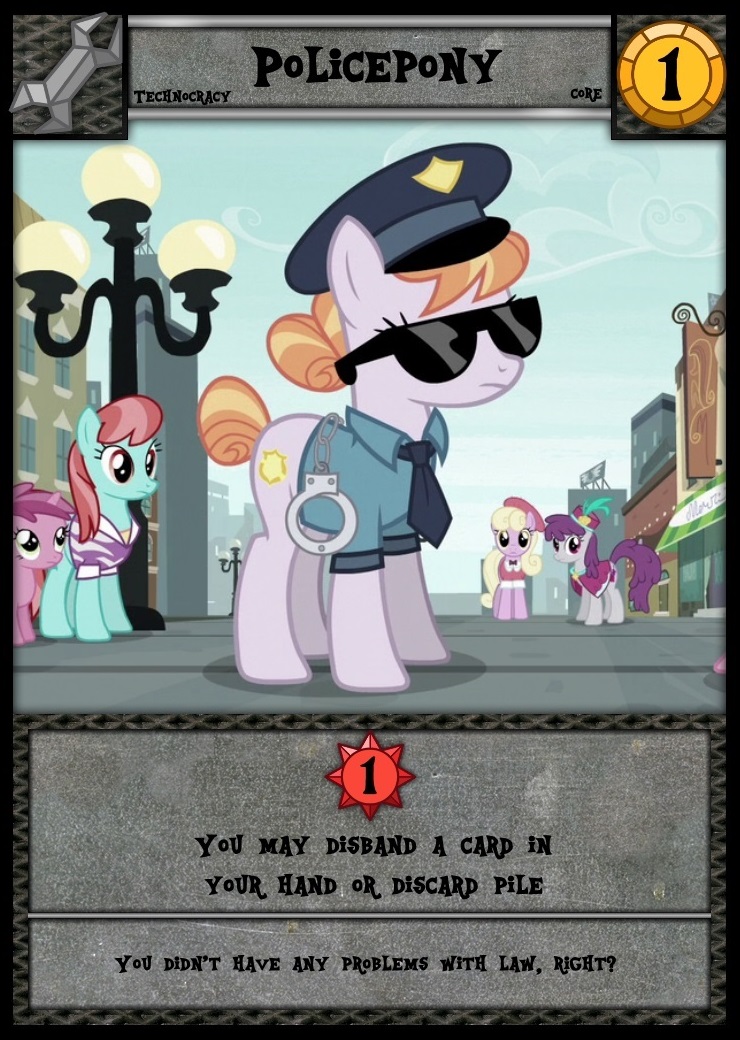 Policepony
Technocracy
core
1
1
You may disband a card in
your hand or discard pile
You didn't have any problems with law, right?